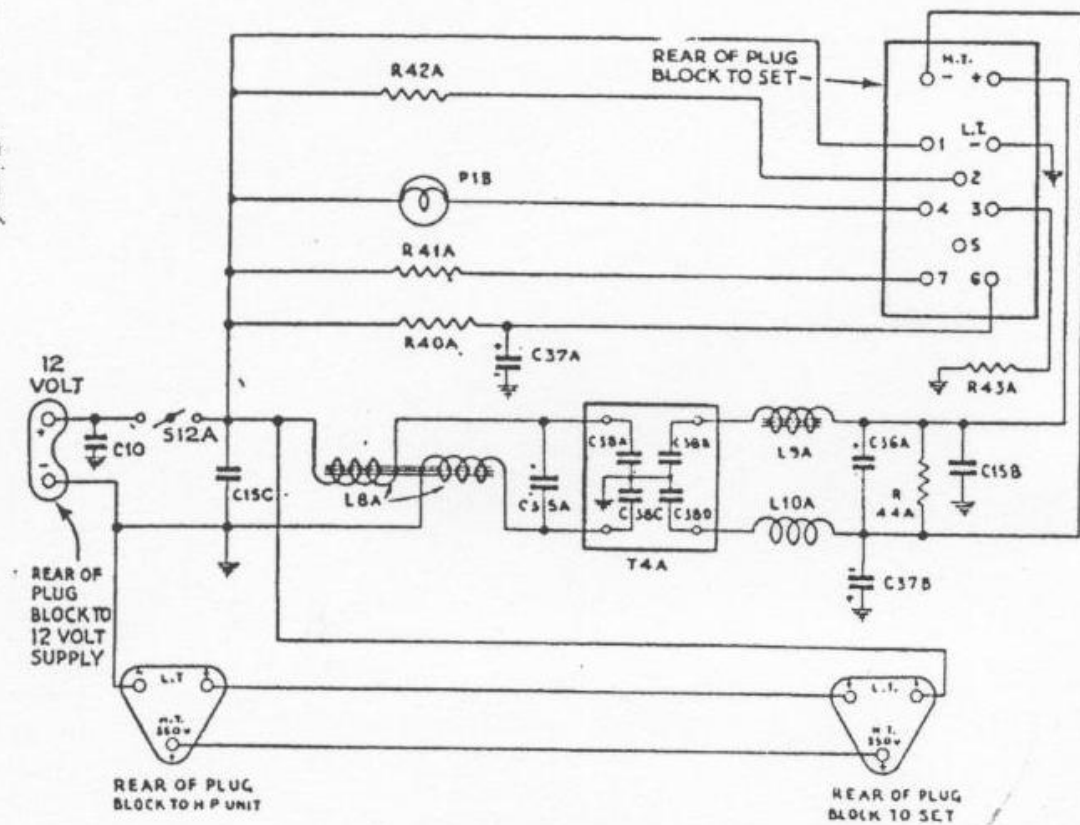 REAR OF PLUG
BLOCK TO SET
H.T.
- +
R42A
1 L.T. -
2
P1B
4 3
5
R41A
7 6
R40A
+ C37A
-
R43A
12
VOLT
+
S12A
C10
-
C15C
L8A
+
C38A
C38B
C38C
C38D
T4A
L9A
L10A
+ C36A
R
44A
C15B
- C37B
+
REAR OF
PLUG
BLOCK TO
12 VOLT
SUPPLY
L.T
H.T.
350V
+
REAR OF PLUG
BLOCK TO H P UNIT
L.T.
H.T.
350V
+
REAR OF PLUG
BLOCK TO SET